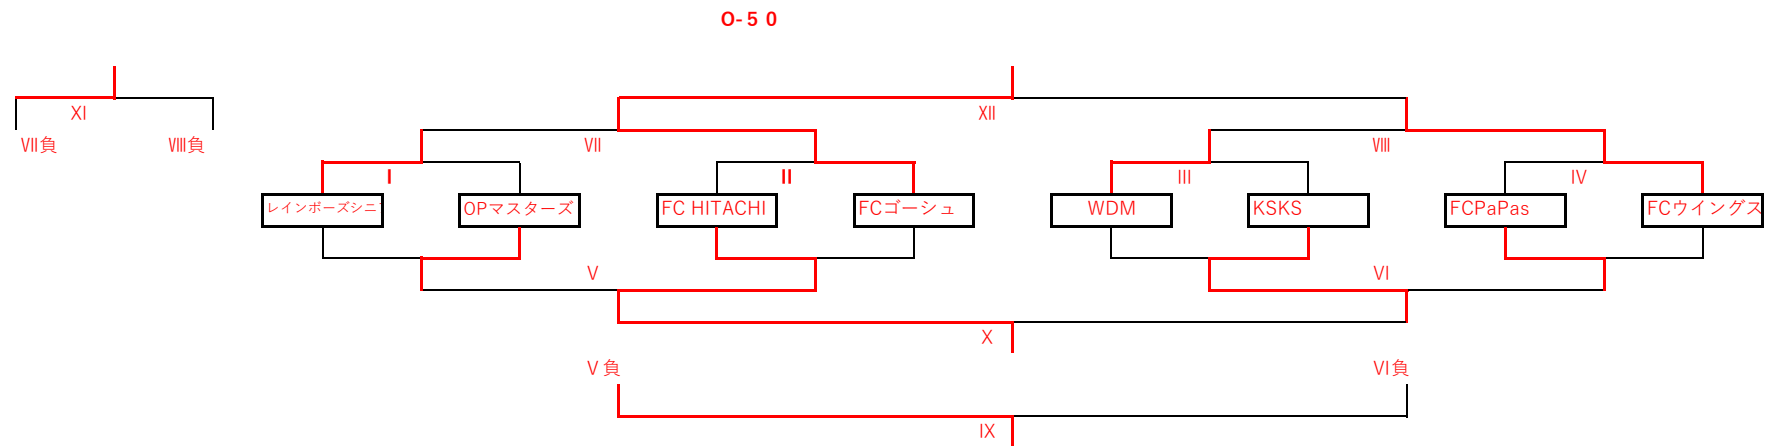 O-50
XI
XII
VII負
VIII負
VII
VIII
I
II
III
IV
レインボーズシニア
OPマスターズ
FC HITACHI
FCゴーシュ
WDM
KSKS
FCPaPas
FCウイングス
V
VI
X
V負
VI負
IX